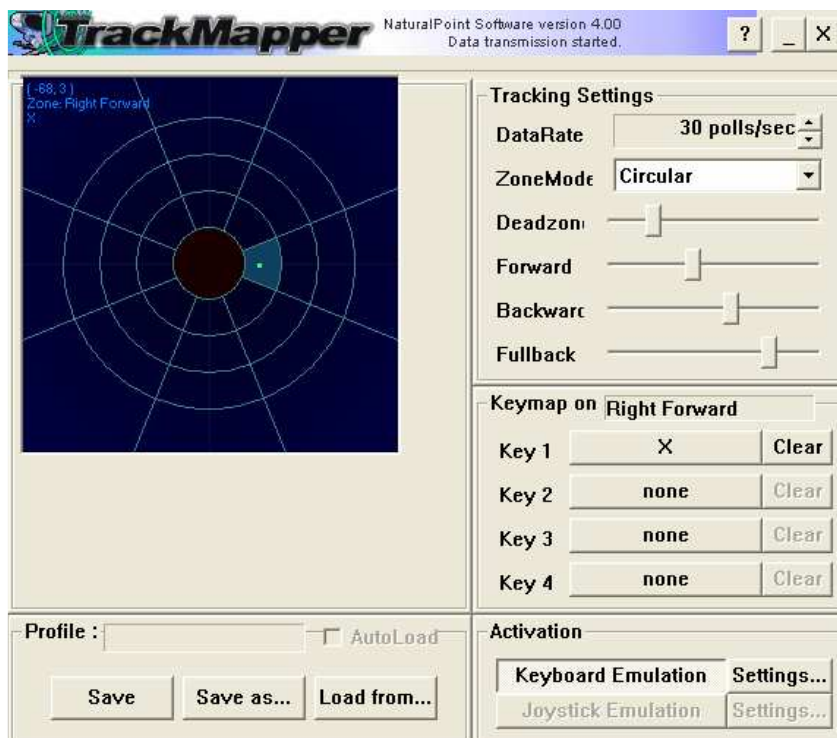 TrackMapper
NaturalPoint Software version 4.00
Data transmission started.
?
_
X
( -68, 3 )
Zone: Right Forward
X
Tracking Settings
DataRate 30 polls/sec
ZoneMode Circular
Deadzon
Forward
Backward
Fullback
Keymap on Right Forward
Key 1 X Clear
Key 2 none Clear
Key 3 none Clear
Key 4 none Clear
Profile :
AutoLoad
Save Save as... Load from...
Activation
Keyboard Emulation Settings...
Joystick Emulation Settings...